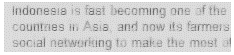 Indonesia is fast becoming one of the
countries in Asia, and now its farmers
social networking to make the most of